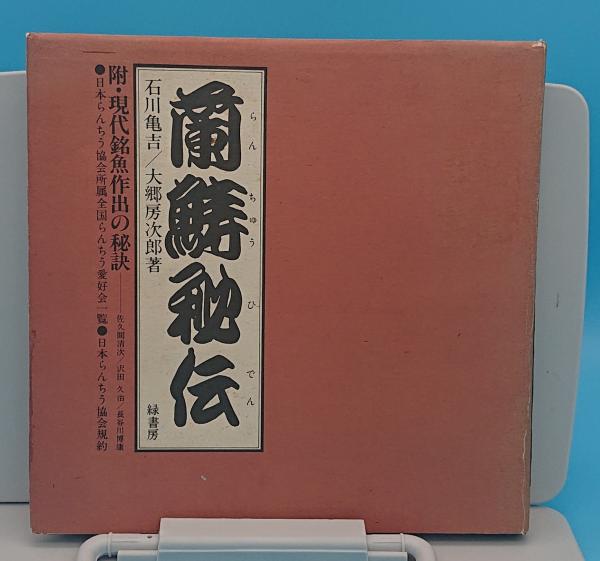 蘭鱒秘伝
らんちゅうひでん
石川亀吉／大郷房次郎著
緑書房
附・現代銘魚作出の秘訣――佐久間清次／沢田久由／長谷川博康
●日本らんちう協会所属全国らんちう愛好会一覧●日本らんちう協会規約